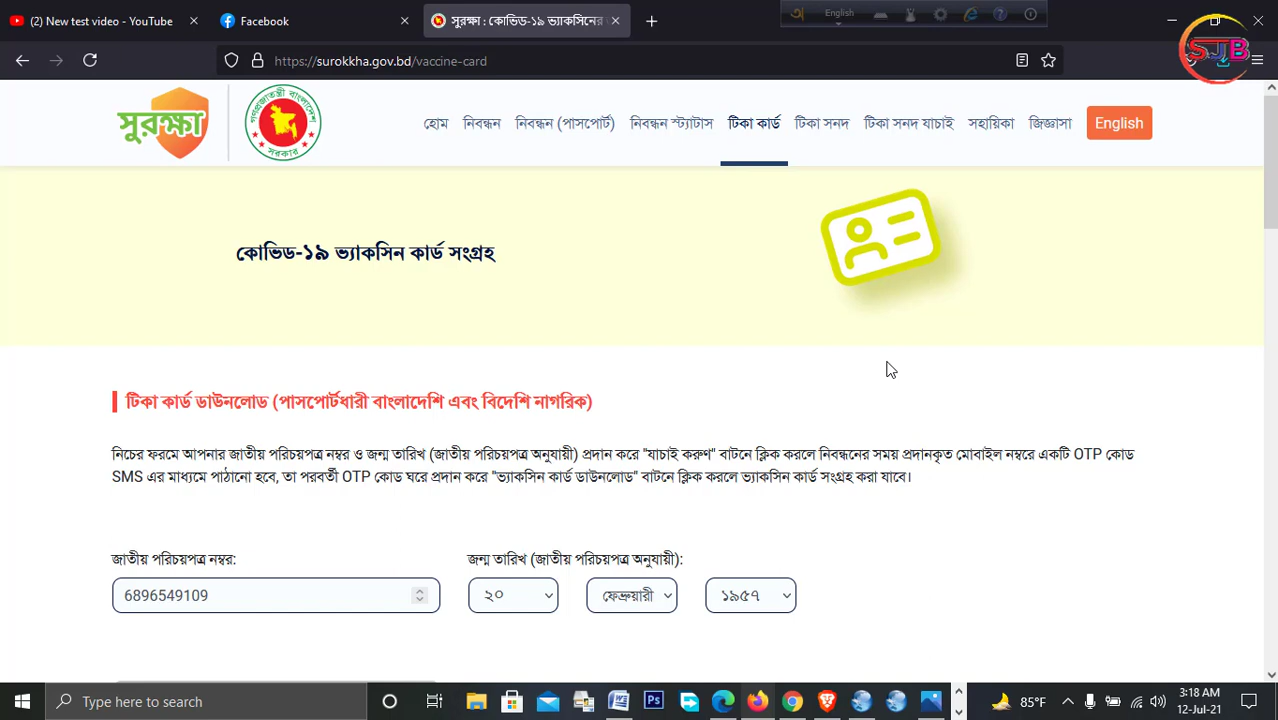 (2) New test video - YouTube
Facebook
সুরক্ষা : কোভিড-১৯ ভ্যাকসিনের
English
SJB
https://surokkha.gov.bd/vaccine-card
সুরক্ষা
গণপ্রজাতন্ত্রী বাংলাদেশ
সরকার
হোম
নিবন্ধন
নিবন্ধন (পাসপোর্ট)
নিবন্ধন স্ট্যাটাস
টিকা কার্ড
টিকা সনদ
টিকা সনদ যাচাই
সহায়িকা
জিজ্ঞাসা
English
কোভিড-১৯ ভ্যাকসিন কার্ড সংগ্রহ
টিকা কার্ড ডাউনলোড (পাসপোর্টধারী বাংলাদেশি এবং বিদেশি নাগরিক)
নিচের ফরমে আপনার জাতীয় পরিচয়পত্র নম্বর ও জন্ম তারিখ (জাতীয় পরিচয়পত্র অনুযায়ী) প্রদান করে "যাচাই করুণ" বাটনে ক্লিক করলে নিবন্ধনের সময় প্রদানকৃত মোবাইল নম্বরে একটি OTP কোড
SMS এর মাধ্যমে পাঠানো হবে, তা পরবর্তী OTP কোড ঘরে প্রদান করে "ভ্যাকসিন কার্ড ডাউনলোড" বাটনে ক্লিক করলে ভ্যাকসিন কার্ড সংগ্রহ করা যাবে।
জাতীয় পরিচয়পত্র নম্বর:
জন্ম তারিখ (জাতীয় পরিচয়পত্র অনুযায়ী):
6896549109
২০
ফেব্রুয়ারী
১৯৫৭
Type here to search
85°F
3:18 AM
12-Jul-21